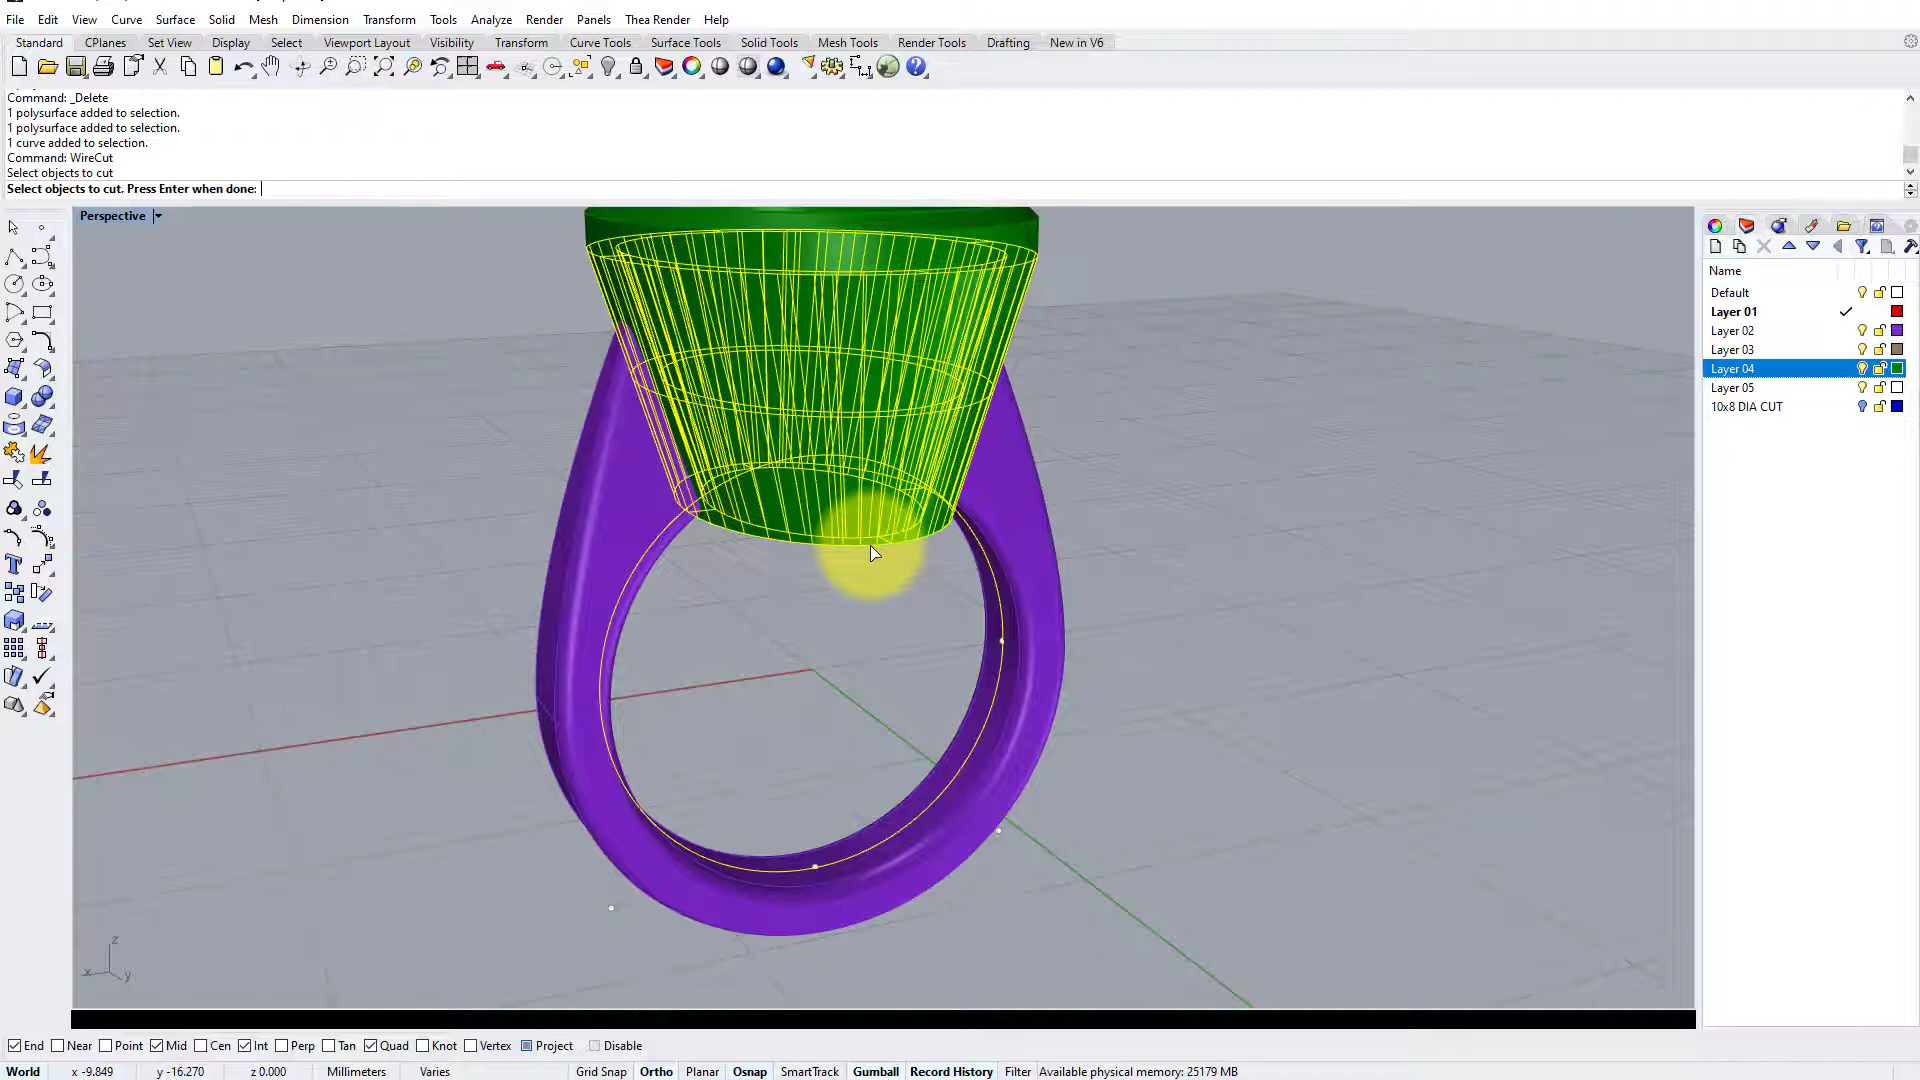 File Edit View Curve Surface Solid Mesh Dimension Transform Tools Analyze Render Panels Thea Render Help
Standard CPlanes Set View Display Select Viewport Layout Visibility Transform Curve Tools Surface Tools Solid Tools Mesh Tools Render Tools Drafting New in V6
Command: _Delete
1 polysurface added to selection.
1 polysurface added to selection.
1 curve added to selection.
Command: WireCut
Select objects to cut
Select objects to cut. Press Enter when done:
Perspective
Name
Default
Layer 01
Layer 02
Layer 03
Layer 04
Layer 05
10x8 DIA CUT
z
x
y
End Near Point Mid Cen Int Perp Tan Quad Knot Vertex Project Disable
World x -9.849 y -16.270 z 0.000 Millimeters Varies Grid Snap Ortho Planar Osnap SmartTrack Gumball Record History Filter Available physical memory: 25179 MB